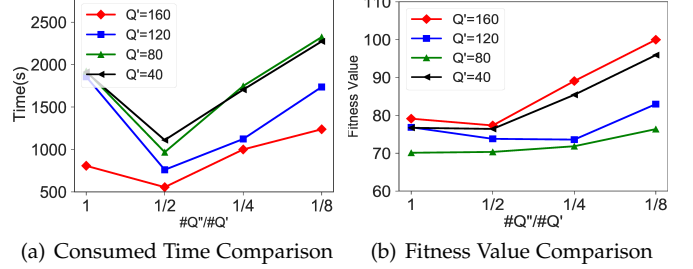 2500
2000
1500
1000
500
Time(s)
Q'=160
Q'=120
Q'=80
Q'=40
1
1/2
1/4
1/8
#Q''/#Q'
(a) Consumed Time Comparison
100
90
80
70
60
Fitness Value
Q'=160
Q'=120
Q'=80
Q'=40
1
1/2
1/4
1/8
#Q''/#Q'
(b) Fitness Value Comparison